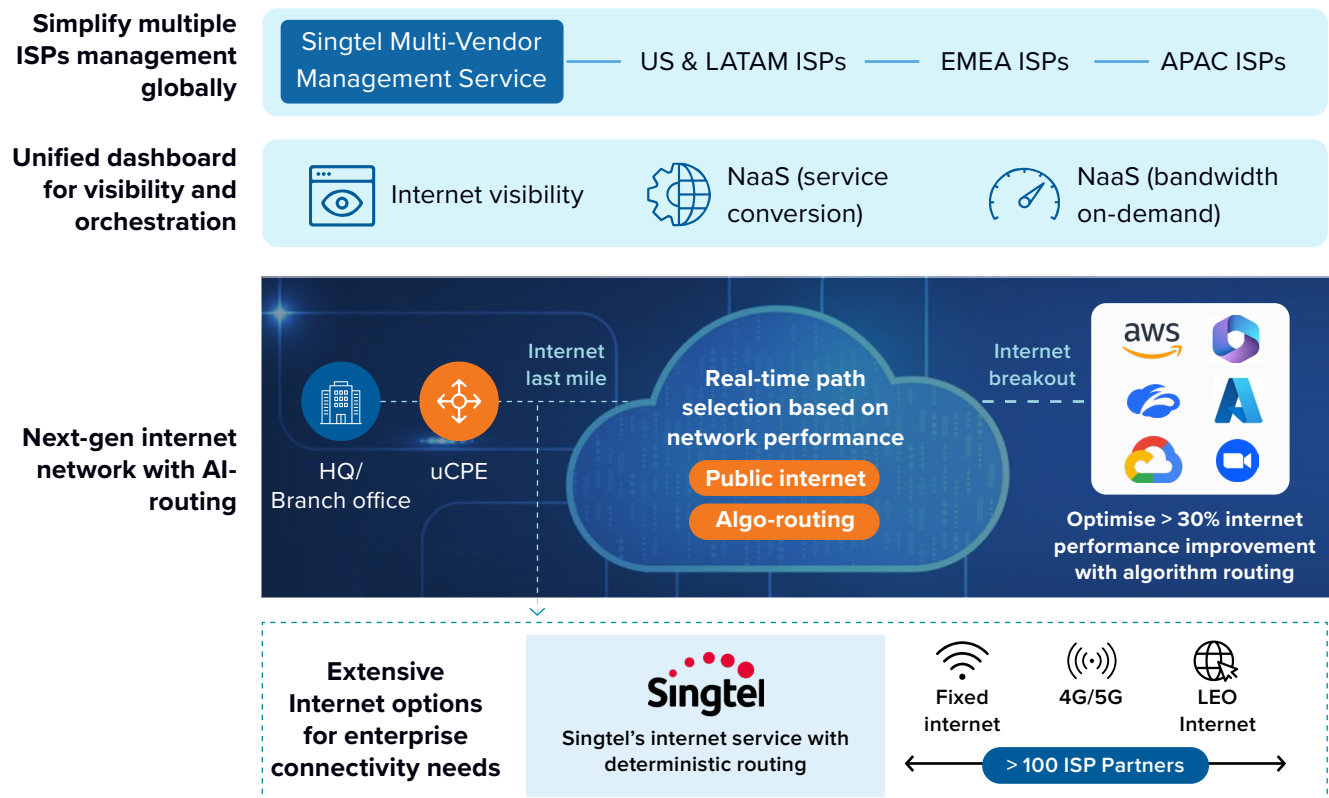 Simplify multiple
ISPs management
globally
Singtel Multi-Vendor
Management Service
US & LATAM ISPs
EMEA ISPs
APAC ISPs
Unified dashboard
for visibility and
orchestration
Internet visibility
NaaS (service
conversion)
NaaS (bandwidth
on-demand)
Next-gen internet
network with AI-
routing
HQ/
Branch office
uCPE
Internet
last mile
Real-time path
selection based on
network performance
Public internet
Algo-routing
Internet
breakout
aws
Optimise > 30% internet
performance improvement
with algorithm routing
Extensive
Internet options
for enterprise
connectivity needs
Singtel
Singtel's internet service with
deterministic routing
Fixed
internet
4G/5G
LEO
Internet
> 100 ISP Partners